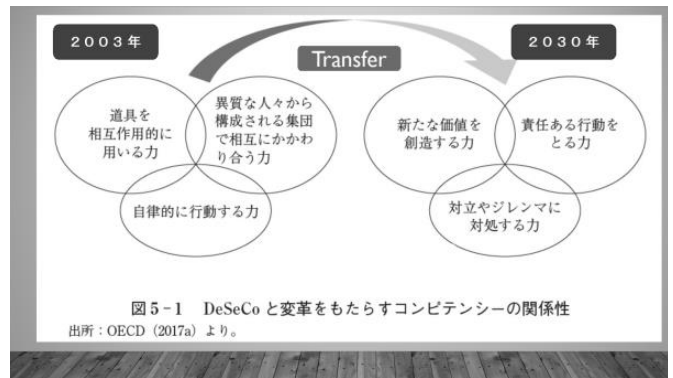 2003年
Transfer
2030年
道具を
相互作用的に
用いる力
異質な人々から
構成される集団
で相互にかかわ
り合う力
自律的に行動する力
新たな価値を
創造する力
責任ある行動を
とる力
対立やジレンマに
対処する力
図5-1 DeSeCoと変革をもたらすコンピテンシーの関係性
出所:OECD(2017a)より。